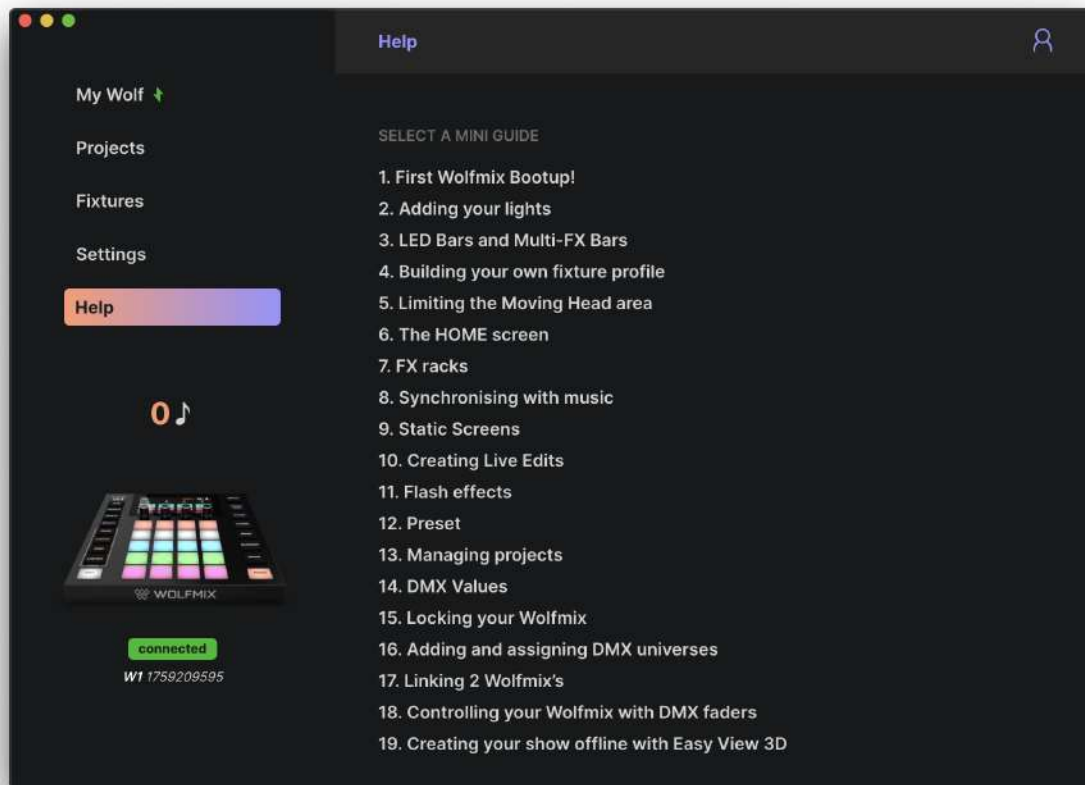 Help
My Wolf
Projects
Fixtures
Settings
Help
0
WOLFMIX
connected
W1 1759209595
SELECT A MINI GUIDE
1. First Wolfmix Bootup!
2. Adding your lights
3. LED Bars and Multi-FX Bars
4. Building your own fixture profile
5. Limiting the Moving Head area
6. The HOME screen
7. FX racks
8. Synchronising with music
9. Static Screens
10. Creating Live Edits
11. Flash effects
12. Preset
13. Managing projects
14. DMX Values
15. Locking your Wolfmix
16. Adding and assigning DMX universes
17. Linking 2 Wolfmix's
18. Controlling your Wolfmix with DMX faders
19. Creating your show offline with Easy View 3D